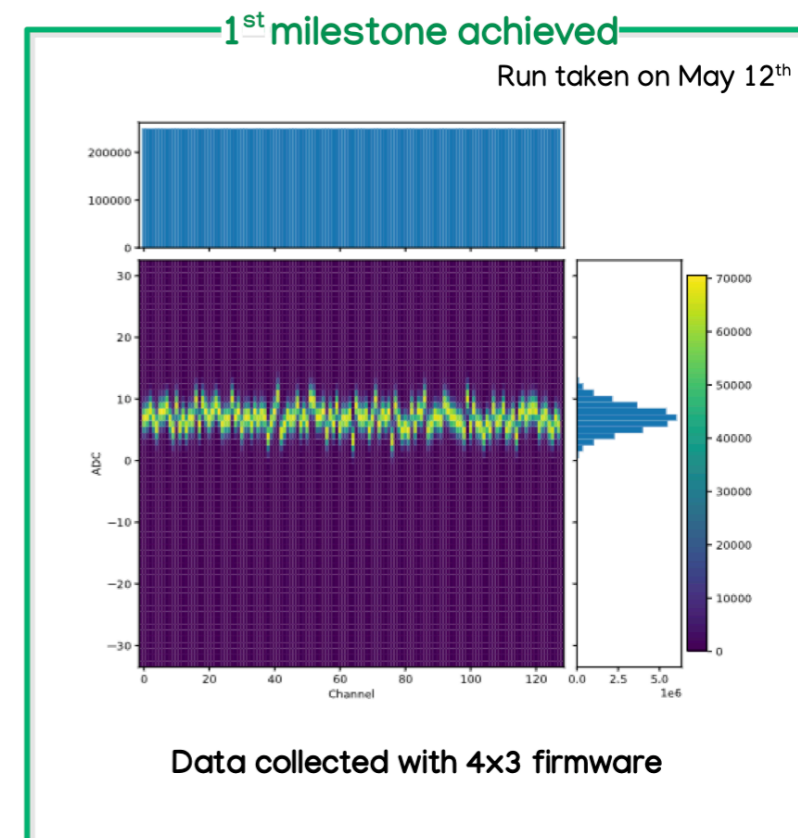 1st milestone achieved
Run taken on May 12th
200000
100000
0
30
20
10
0
−10
−20
−30
ADC
0 20 40 60 80 100 120
Channel
0.0 2.5 5.0
1e6
70000
60000
50000
40000
30000
20000
10000
0
Data collected with 4x3 firmware